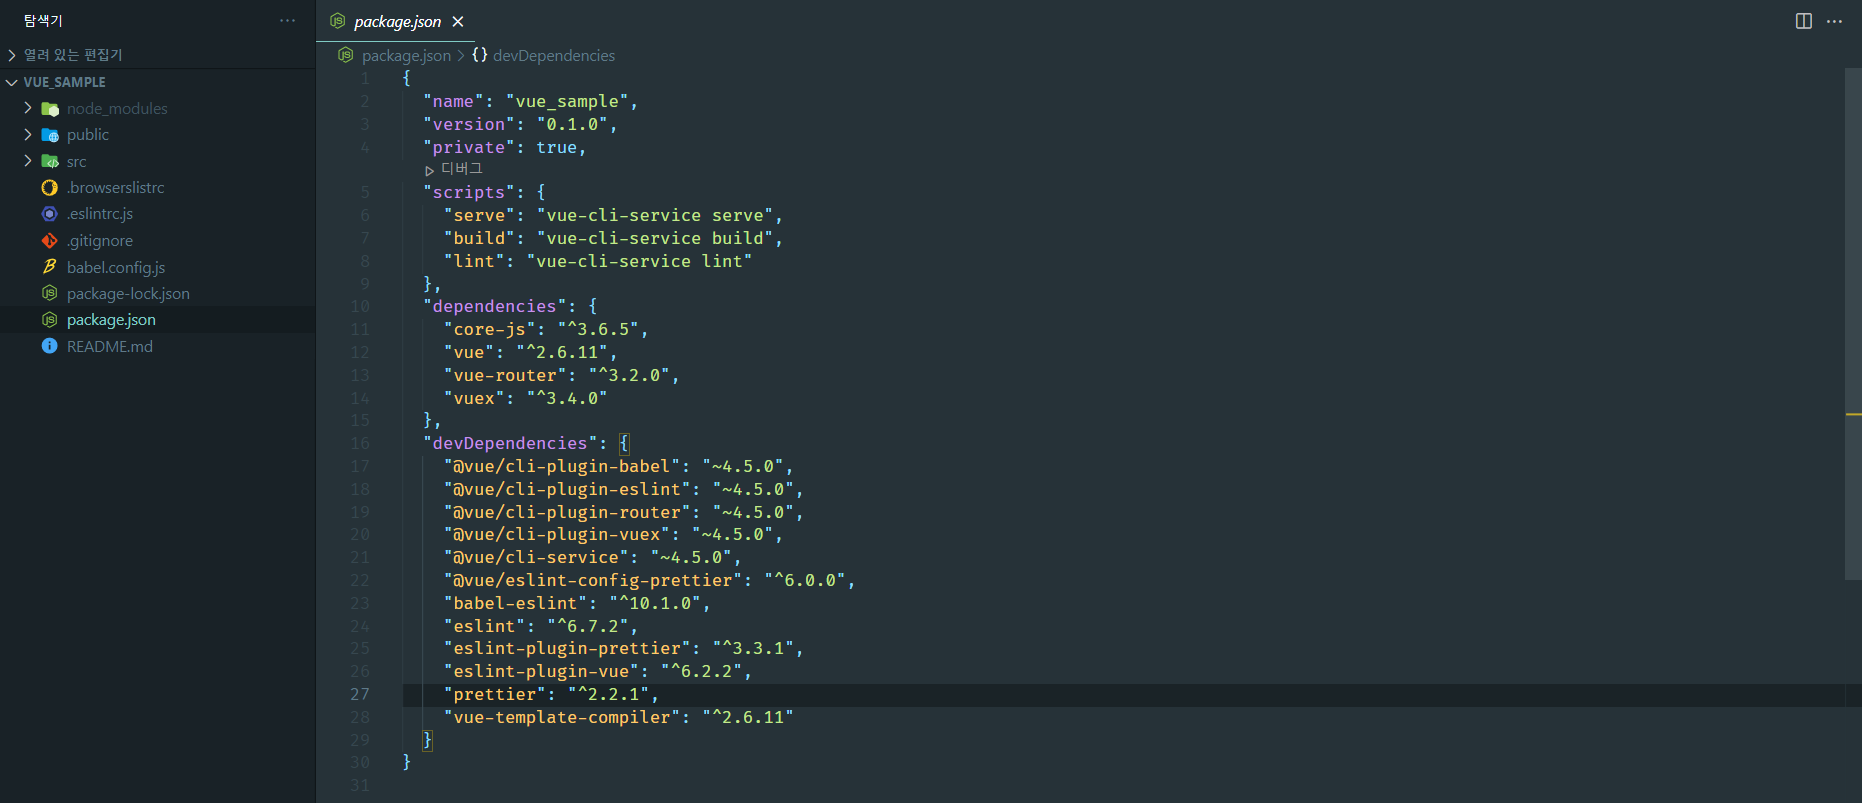 탐색기
열려 있는 편집기
VUE_SAMPLE
node_modules
public
src
.browserslistrc
.eslintrc.js
.gitignore
babel.config.js
package-lock.json
package.json
README.md
package.json
package.json > {} devDependencies
1 {
2 "name": "vue_sample",
3 "version": "0.1.0",
4 "private": true,
디버그
5 "scripts": {
6 "serve": "vue-cli-service serve",
7 "build": "vue-cli-service build",
8 "lint": "vue-cli-service lint"
9 },
10 "dependencies": {
11 "core-js": "^3.6.5",
12 "vue": "^2.6.11",
13 "vue-router": "^3.2.0",
14 "vuex": "^3.4.0"
15 },
16 "devDependencies": {
17 "@vue/cli-plugin-babel": "~4.5.0",
18 "@vue/cli-plugin-eslint": "~4.5.0",
19 "@vue/cli-plugin-router": "~4.5.0",
20 "@vue/cli-plugin-vuex": "~4.5.0",
21 "@vue/cli-service": "~4.5.0",
22 "@vue/eslint-config-prettier": "^6.0.0",
23 "babel-eslint": "^10.1.0",
24 "eslint": "^6.7.2",
25 "eslint-plugin-prettier": "^3.3.1",
26 "eslint-plugin-vue": "^6.2.2",
27 "prettier": "^2.2.1",
28 "vue-template-compiler": "^2.6.11"
29 }
30 }
31